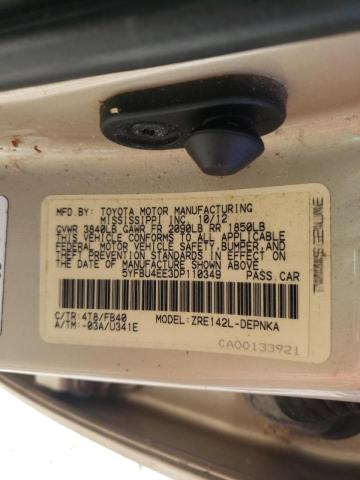 MFD. BY: TOYOTA MOTOR MANUFACTURING
MISSISSIPPI INC. 10/12
GVWR 3840LB GAWR FR 2090LB RR 1850LB
THIS VEHICLE CONFORMS TO ALL APPLICABLE
FEDERAL MOTOR VEHICLE SAFETY,BUMPER,AND
THEFT PREVENTION STANDARDS IN EFFECT ON
THE DATE OF MANUFACTURE SHOWN ABOVE.
5YFBU4EE3DP110349 PASS.CAR
C/TR:4T8/FB40
A/TM:-03A/U341E
MODEL:ZRE142L-DEPNKA
CA00133921